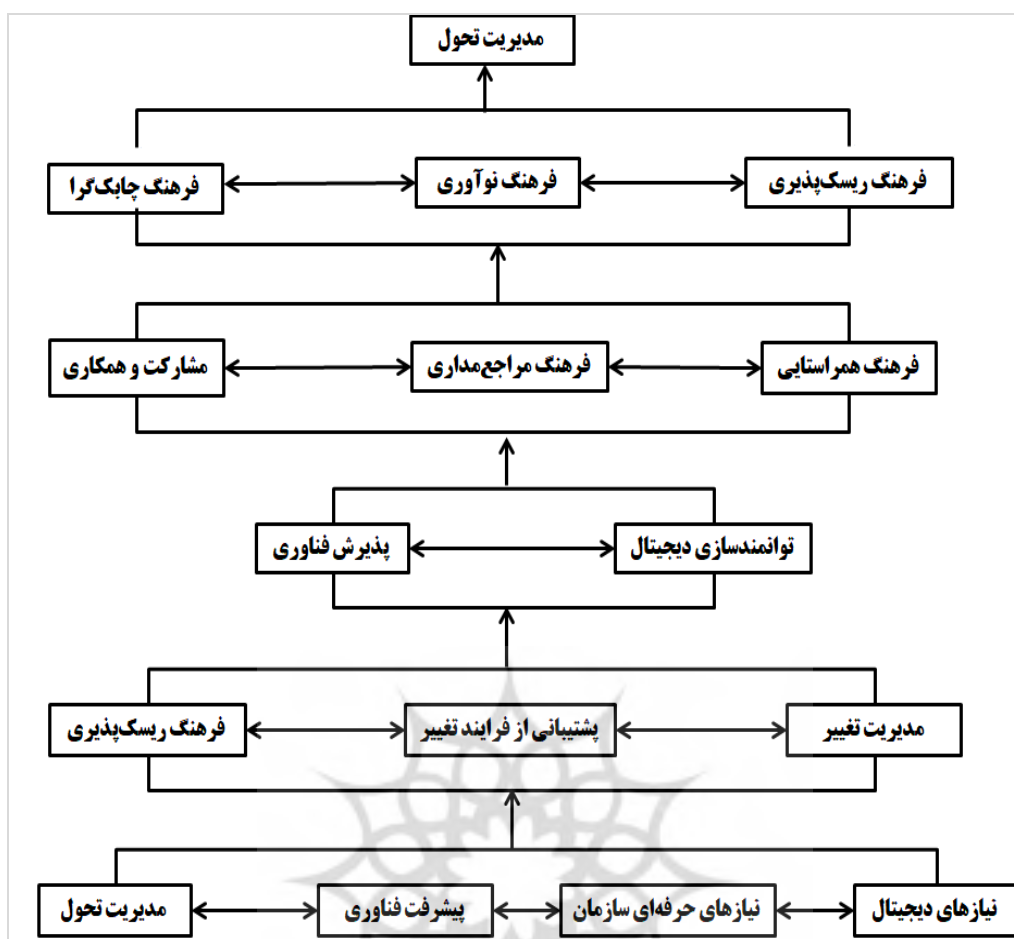 مدیریت تحول
فرهنگ ریسک‌پذیری
فرهنگ نوآوری
فرهنگ چابک‌گرا
فرهنگ همراستایی
فرهنگ مراجع‌مداری
مشارکت و همکاری
توانمندسازی دیجیتال
پذیرش فناوری
مدیریت تغییر
پشتیبانی از فرایند تغییر
فرهنگ ریسک‌پذیری
نیازهای دیجیتال
نیازهای حرفه‌ای سازمان
پیشرفت فناوری
مدیریت تحول